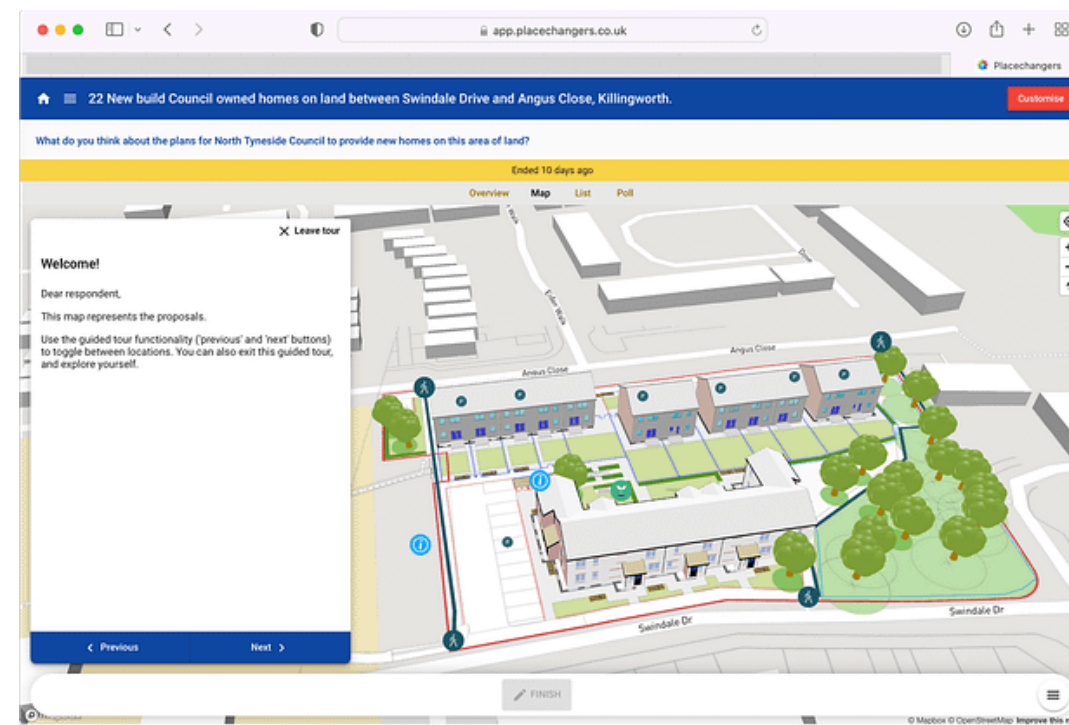 app.placechangers.co.uk
Placechangers
22 New build Council owned homes on land between Swindale Drive and Angus Close, Killingworth.
Customise
What do you think about the plans for North Tyneside Council to provide new homes on this area of land?
Ended 10 days ago
Overview Map List Poll
Leave tour
Welcome!
Dear respondent,
This map represents the proposals.
Use the guided tour functionality ('previous' and 'next' buttons)
to toggle between locations. You can also exit this guided tour,
and explore yourself.
Walk
Elder Walk
Angus Close
Angus Close
Swindale Dr
Swindale Dr
Previous
Next
FINISH
© Mapbox © OpenStreetMap Improve this